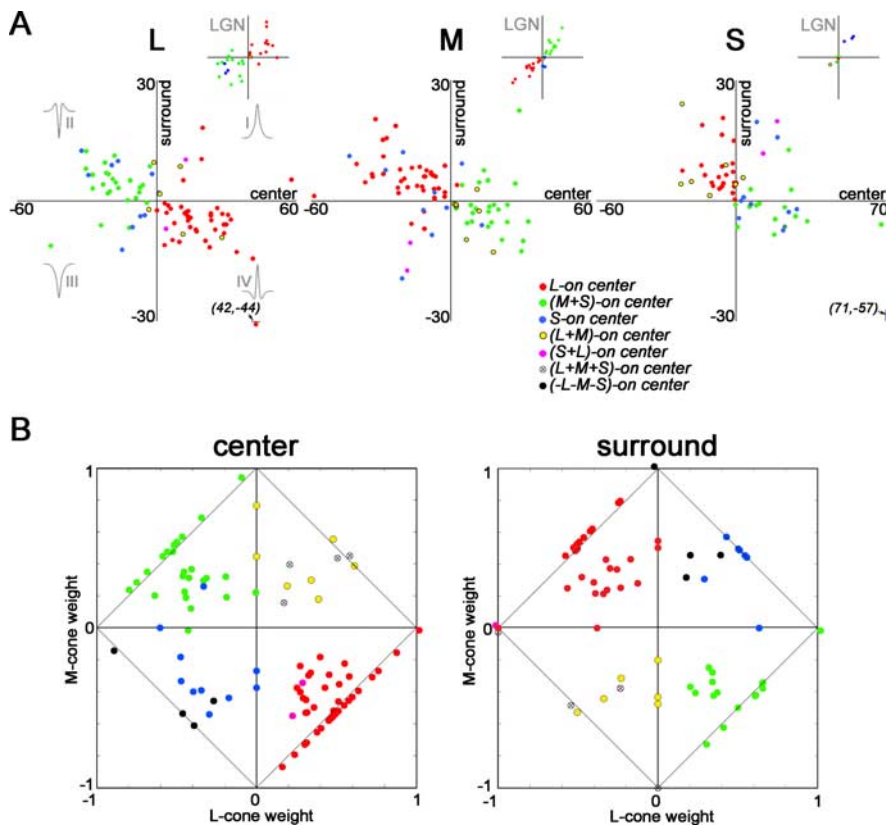 A
L
LGN
M
LGN
S
LGN
30
30
30
surround
surround
surround
II
I
center
center
center
-60
60
-60
60
-60
70
III
IV
(42,-44)
-30
-30
-30
(71,-57)
L-on center
(M+S)-on center
S-on center
(L+M)-on center
(S+L)-on center
(L+M+S)-on center
(-L-M-S)-on center
B
center
surround
1
1
M-cone weight
M-cone weight
0
0
-1
-1
-1
0
1
-1
0
1
L-cone weight
L-cone weight